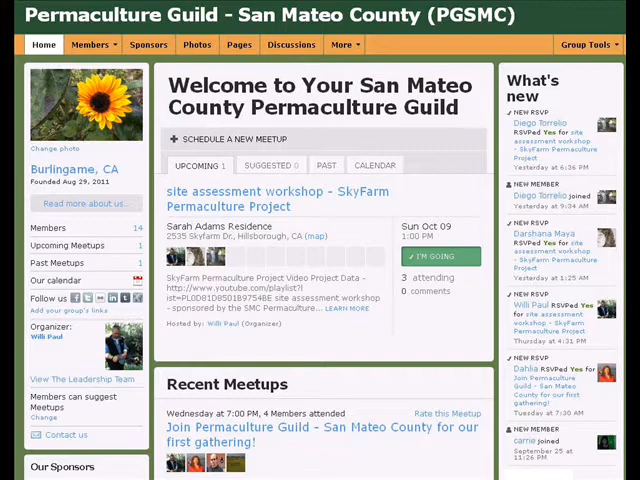 Permaculture Guild - San Mateo County (PGSMC)
Home Members Sponsors Photos Pages Discussions More Group Tools
Change photo
Burlingame, CA
Founded Aug 29, 2011
Read more about us...
Members 14
Upcoming Meetups 1
Past Meetups 1
Our calendar
Follow us
Add your group's links
Organizer:
Willi Paul
View The Leadership Team
Members can suggest
Meetups
Change
Contact us
Our Sponsors
Welcome to Your San Mateo
County Permaculture Guild
SCHEDULE A NEW MEETUP
UPCOMING 1 SUGGESTED 0 PAST CALENDAR
site assessment workshop - SkyFarm
Permaculture Project
Sarah Adams Residence
2535 Skyfarm Dr., Hillsborough, CA (map)
SkyFarm Permaculture Project Video Project Data -
http://www.youtube.com/playlist?l
ist=PL0D81D8501B9754BE site assessment workshop
- sponsored by the SMC Permaculture... LEARN MORE
Hosted by: Willi Paul (Organizer)
Sun Oct 09
1:00 PM
I'M GOING
3 attending
0 comments
Recent Meetups
Wednesday at 7:00 PM, 4 Members attended
Rate this Meetup
Join Permaculture Guild - San Mateo County for our
first gathering!
What's
new
NEW RSVP
Diego Torrelio
RSVPed Yes for site
assessment workshop
- SkyFarm Permaculture
Project
Yesterday at 6:36 PM
NEW MEMBER
Diego Torrelio joined
Yesterday at 9:34 AM
NEW RSVP
Darshana Maya
RSVPed Yes for site
assessment workshop
- SkyFarm Permaculture
Project
Yesterday at 1:25 AM
NEW RSVP
Willi Paul RSVPed Yes
for site assessment
workshop - SkyFarm
Permaculture Project
Thursday at 4:31 PM
NEW RSVP
Dahlia RSVPed Yes for
Join Permaculture
Guild - San Mateo
County for our first
gathering!
Tuesday at 7:30 AM
NEW MEMBER
carrie joined
September 25 at
11:26 PM